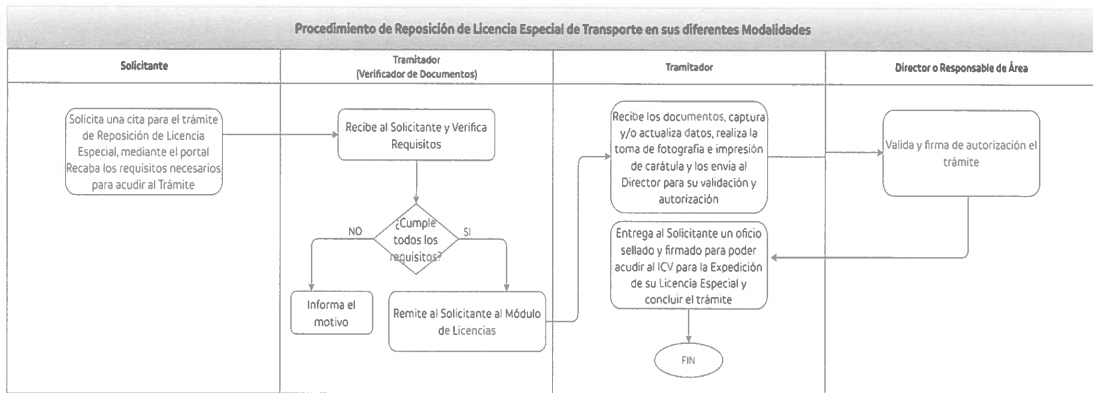 Procedimiento de Reposición de Licencia Especial de Transporte en sus diferentes Modalidades
Solicitante
Tramitador
(Verificador de Documentos)
Tramitador
Director o Responsable de Área
Solicita una cita para el trámite
de Reposición de Licencia
Especial, mediante el portal
Recaba los requisitos necesarios
para acudir al Trámite
Recibe al Solicitante y Verifica
Requisitos
¿Cumple
todos los
requisitos?
NO
SI
Informa el
motivo
Remite al Solicitante al Módulo
de Licencias
Recibe los documentos, captura
y/o actualiza datos, realiza la
toma de fotografía e impresión
de carátula y los envía al
Director para su validación y
autorización
Valida y firma de autorización el
trámite
Entrega al Solicitante un oficio
sellado y firmado para poder
acudir al ICV para la Expedición
de su Licencia Especial y
concluir el trámite
FIN